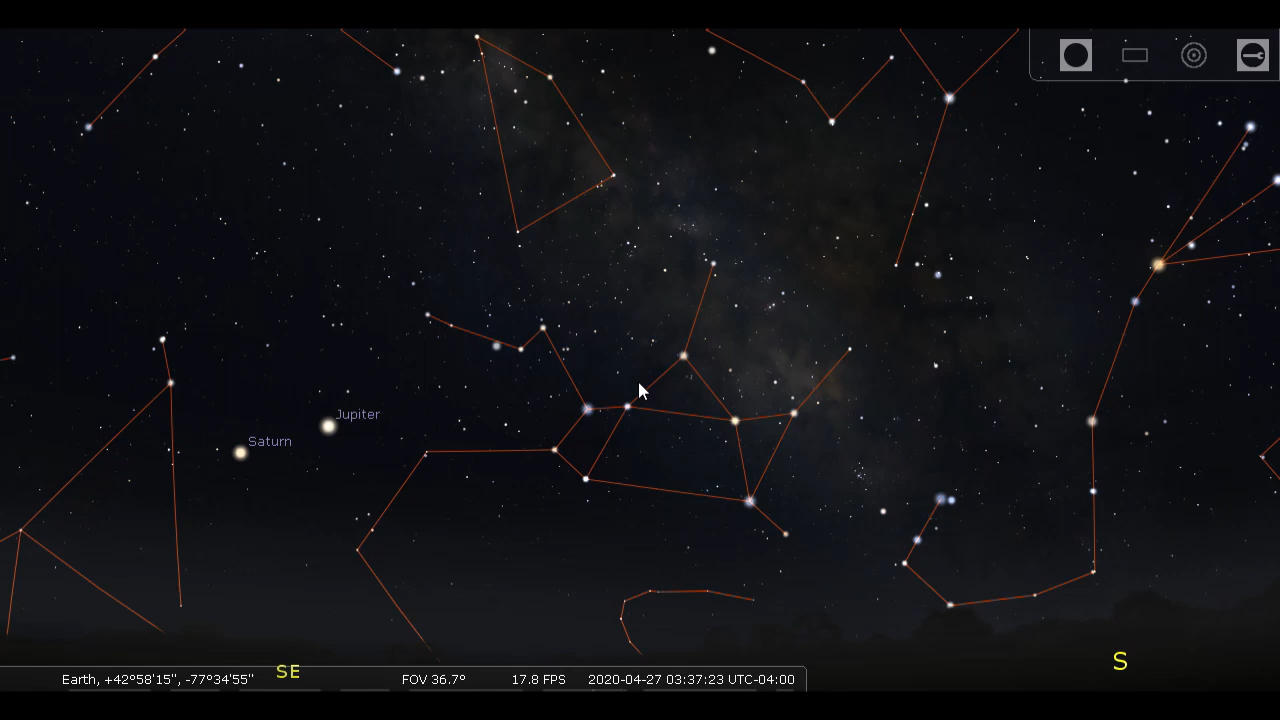 Jupiter
Saturn
S
SE
Earth, +42°58'15", -77°34'55"
FOV 36.7°
17.8 FPS
2020-04-27 03:37:23 UTC-04:00